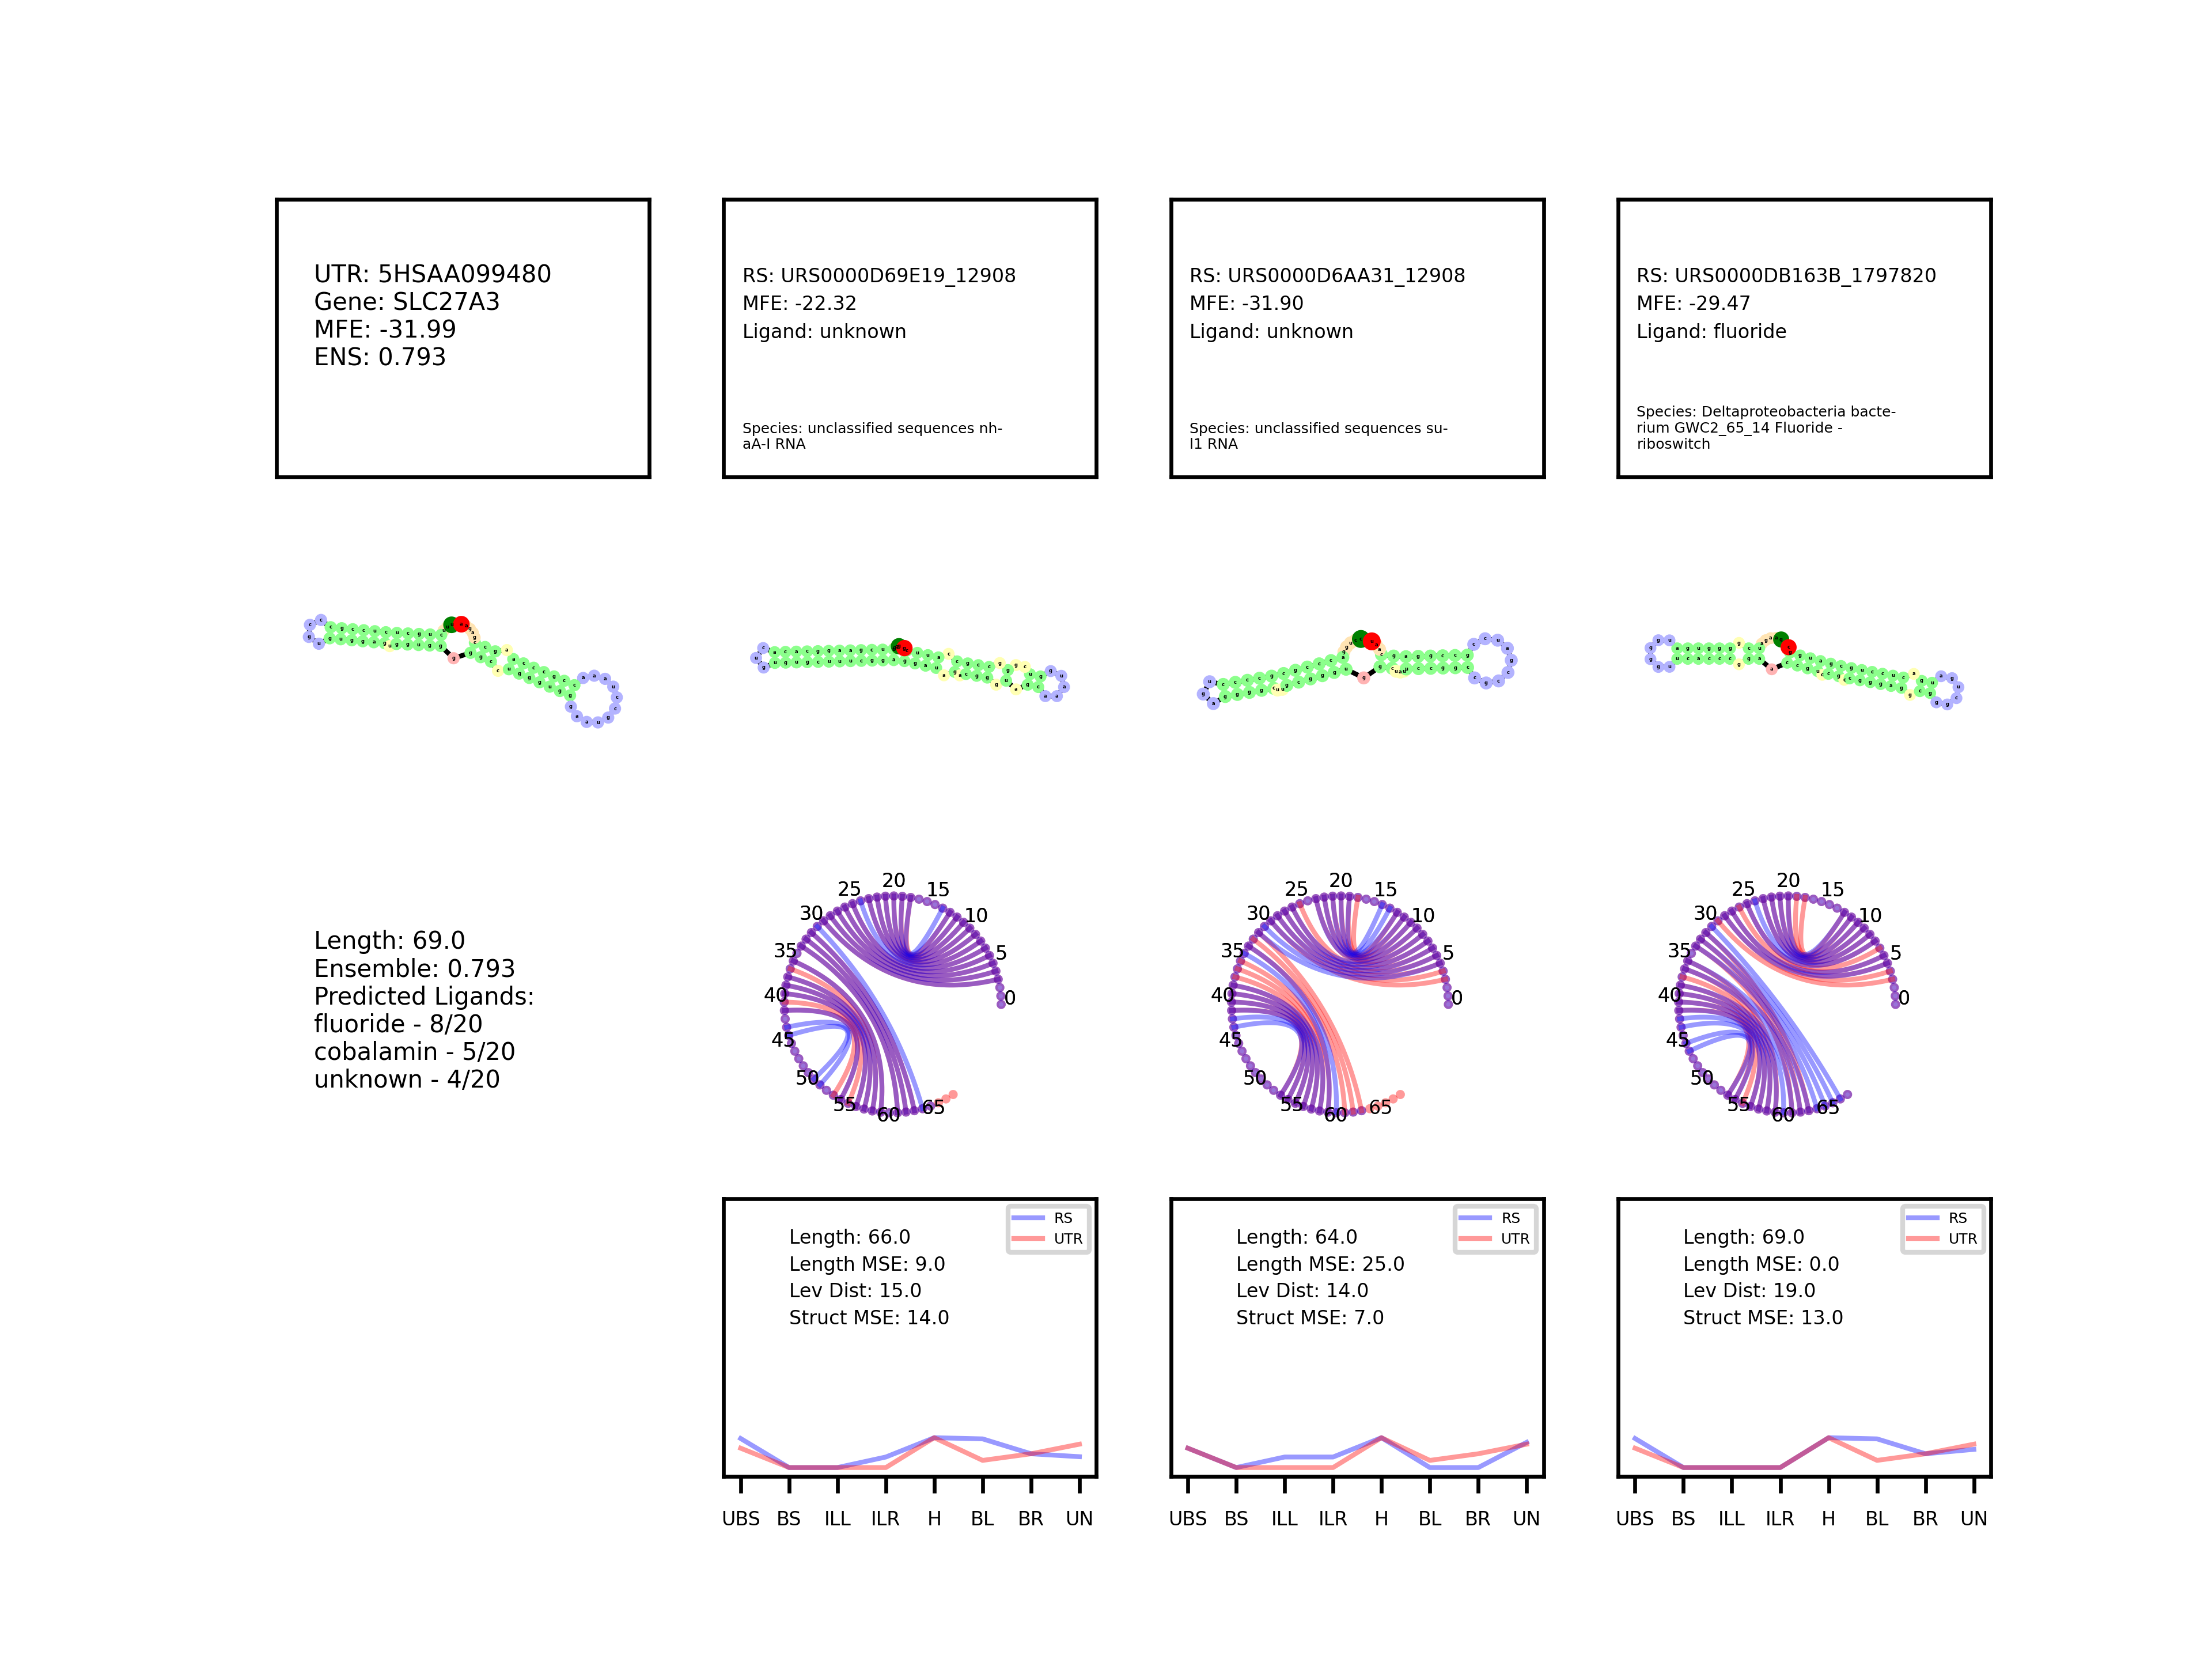 UTR: 5HSAA099480
Gene: SLC27A3
MFE: -31.99
ENS: 0.793
RS: URS0000D69E19_12908
MFE: -22.32
Ligand: unknown
Species: unclassified sequences nh-
aA-I RNA
RS: URS0000D6AA31_12908
MFE: -31.90
Ligand: unknown
Species: unclassified sequences su-
l1 RNA
RS: URS0000DB163B_1797820
MFE: -29.47
Ligand: fluoride
Species: Deltaproteobacteria bacte-
rium GWC2_65_14 Fluoride -
riboswitch
Length: 69.0
Ensemble: 0.793
Predicted Ligands:
fluoride - 8/20
cobalamin - 5/20
unknown - 4/20
0
5
10
15
20
25
30
35
40
45
50
55
60
65
0
5
10
15
20
25
30
35
40
45
50
55
60
65
0
5
10
15
20
25
30
35
40
45
50
55
60
65
RS
UTR
Length: 66.0
Length MSE: 9.0
Lev Dist: 15.0
Struct MSE: 14.0
UBS BS ILL ILR H BL BR UN
RS
UTR
Length: 64.0
Length MSE: 25.0
Lev Dist: 14.0
Struct MSE: 7.0
UBS BS ILL ILR H BL BR UN
RS
UTR
Length: 69.0
Length MSE: 0.0
Lev Dist: 19.0
Struct MSE: 13.0
UBS BS ILL ILR H BL BR UN